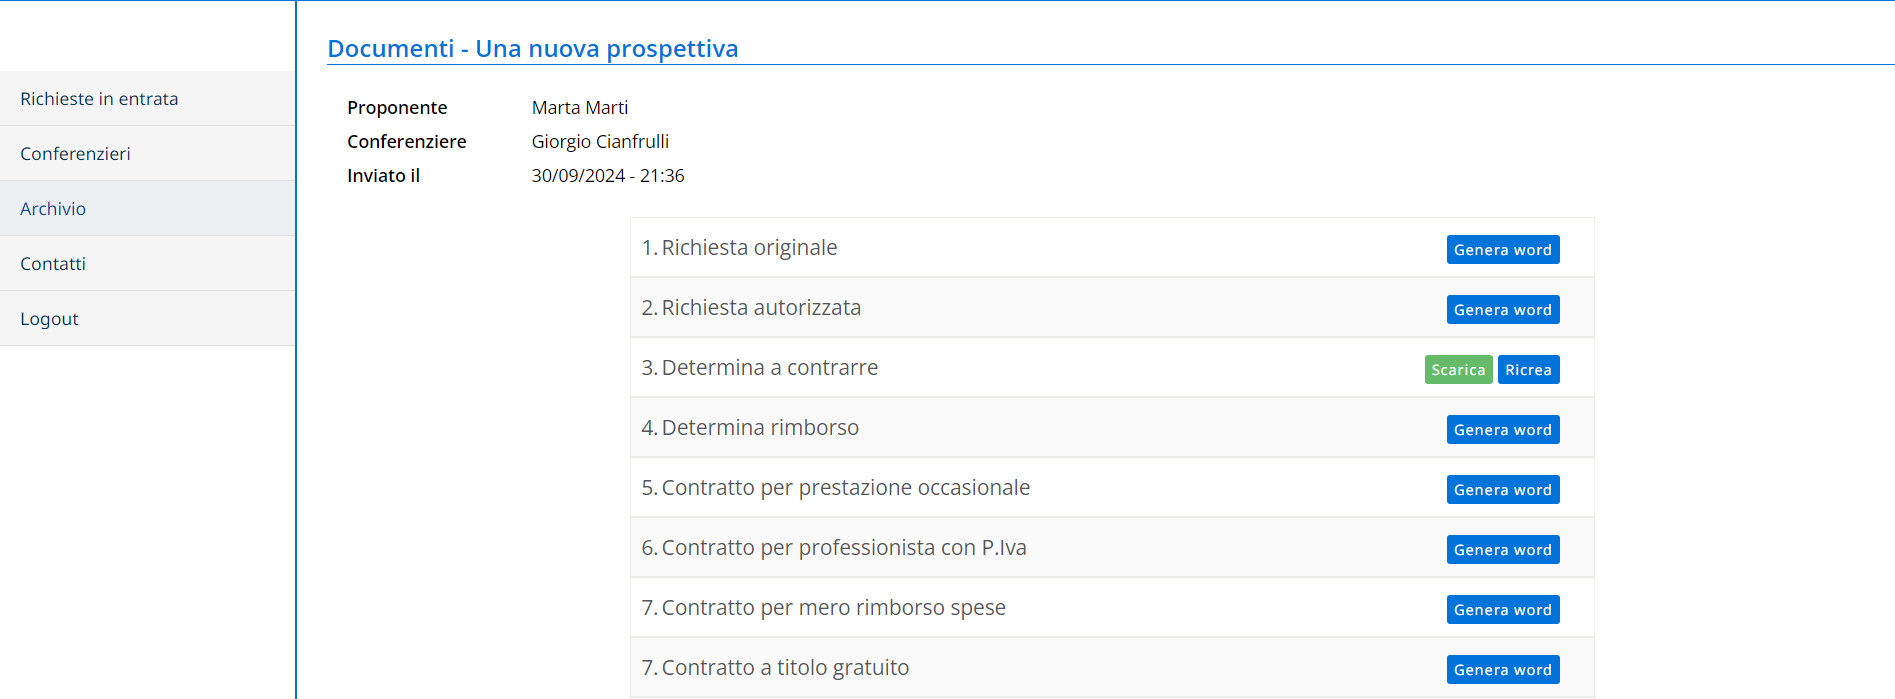 Documenti - Una nuova prospettiva
Richieste in entrata
Conferenzieri
Archivio
Contatti
Logout
Proponente Marta Marti
Conferenziere Giorgio Cianfrulli
Inviato il 30/09/2024 - 21:36
1. Richiesta originale Genera word
2. Richiesta autorizzata Genera word
3. Determina a contrarre Scarica Ricrea
4. Determina rimborso Genera word
5. Contratto per prestazione occasionale Genera word
6. Contratto per professionista con P.Iva Genera word
7. Contratto per mero rimborso spese Genera word
7. Contratto a titolo gratuito Genera word